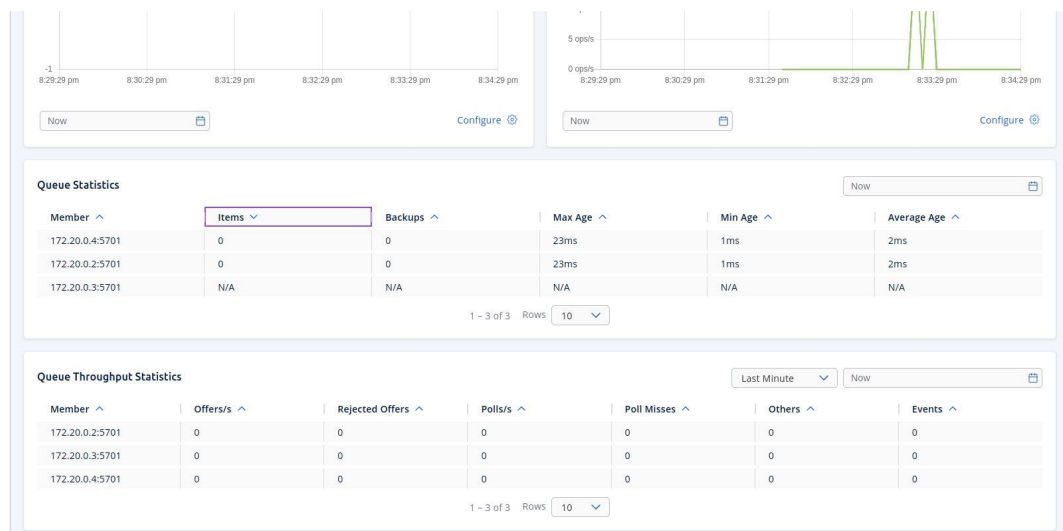 5 ops/s
-1
0 ops/s
8:29:29 pm 8:30:29 pm 8:31:29 pm 8:32:29 pm 8:33:29 pm 8:34:29 pm
8:29:29 pm 8:30:29 pm 8:31:29 pm 8:32:29 pm 8:33:29 pm 8:34:29 pm
Now Configure
Now Configure
Queue Statistics Now
Member Items Backups Max Age Min Age Average Age
172.20.0.4:5701 0 0 23ms 1ms 2ms
172.20.0.2:5701 0 0 23ms 1ms 2ms
172.20.0.3:5701 N/A N/A N/A N/A N/A
1 – 3 of 3 Rows 10
Queue Throughput Statistics Last Minute Now
Member Offers/s Rejected Offers Polls/s Poll Misses Others Events
172.20.0.2:5701 0 0 0 0 0 0
172.20.0.3:5701 0 0 0 0 0 0
172.20.0.4:5701 0 0 0 0 0 0
1 – 3 of 3 Rows 10